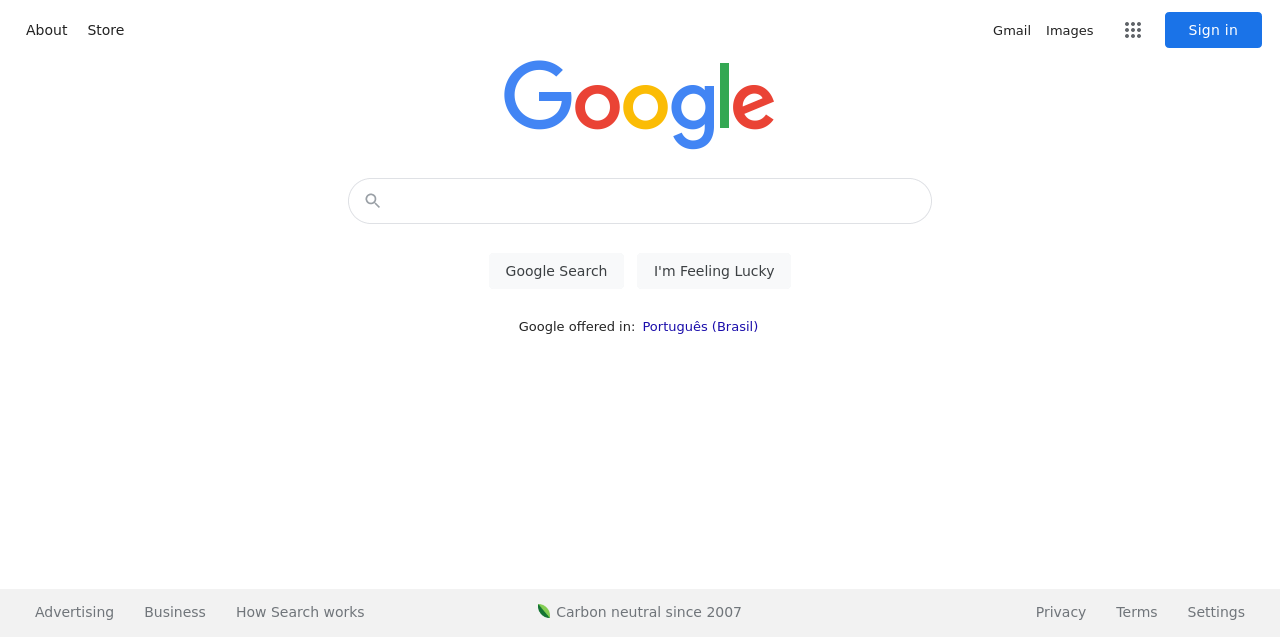 About Store Gmail Images Sign in
Google
Google Search I'm Feeling Lucky
Google offered in: Português (Brasil)
Advertising Business How Search works Carbon neutral since 2007 Privacy Terms Settings